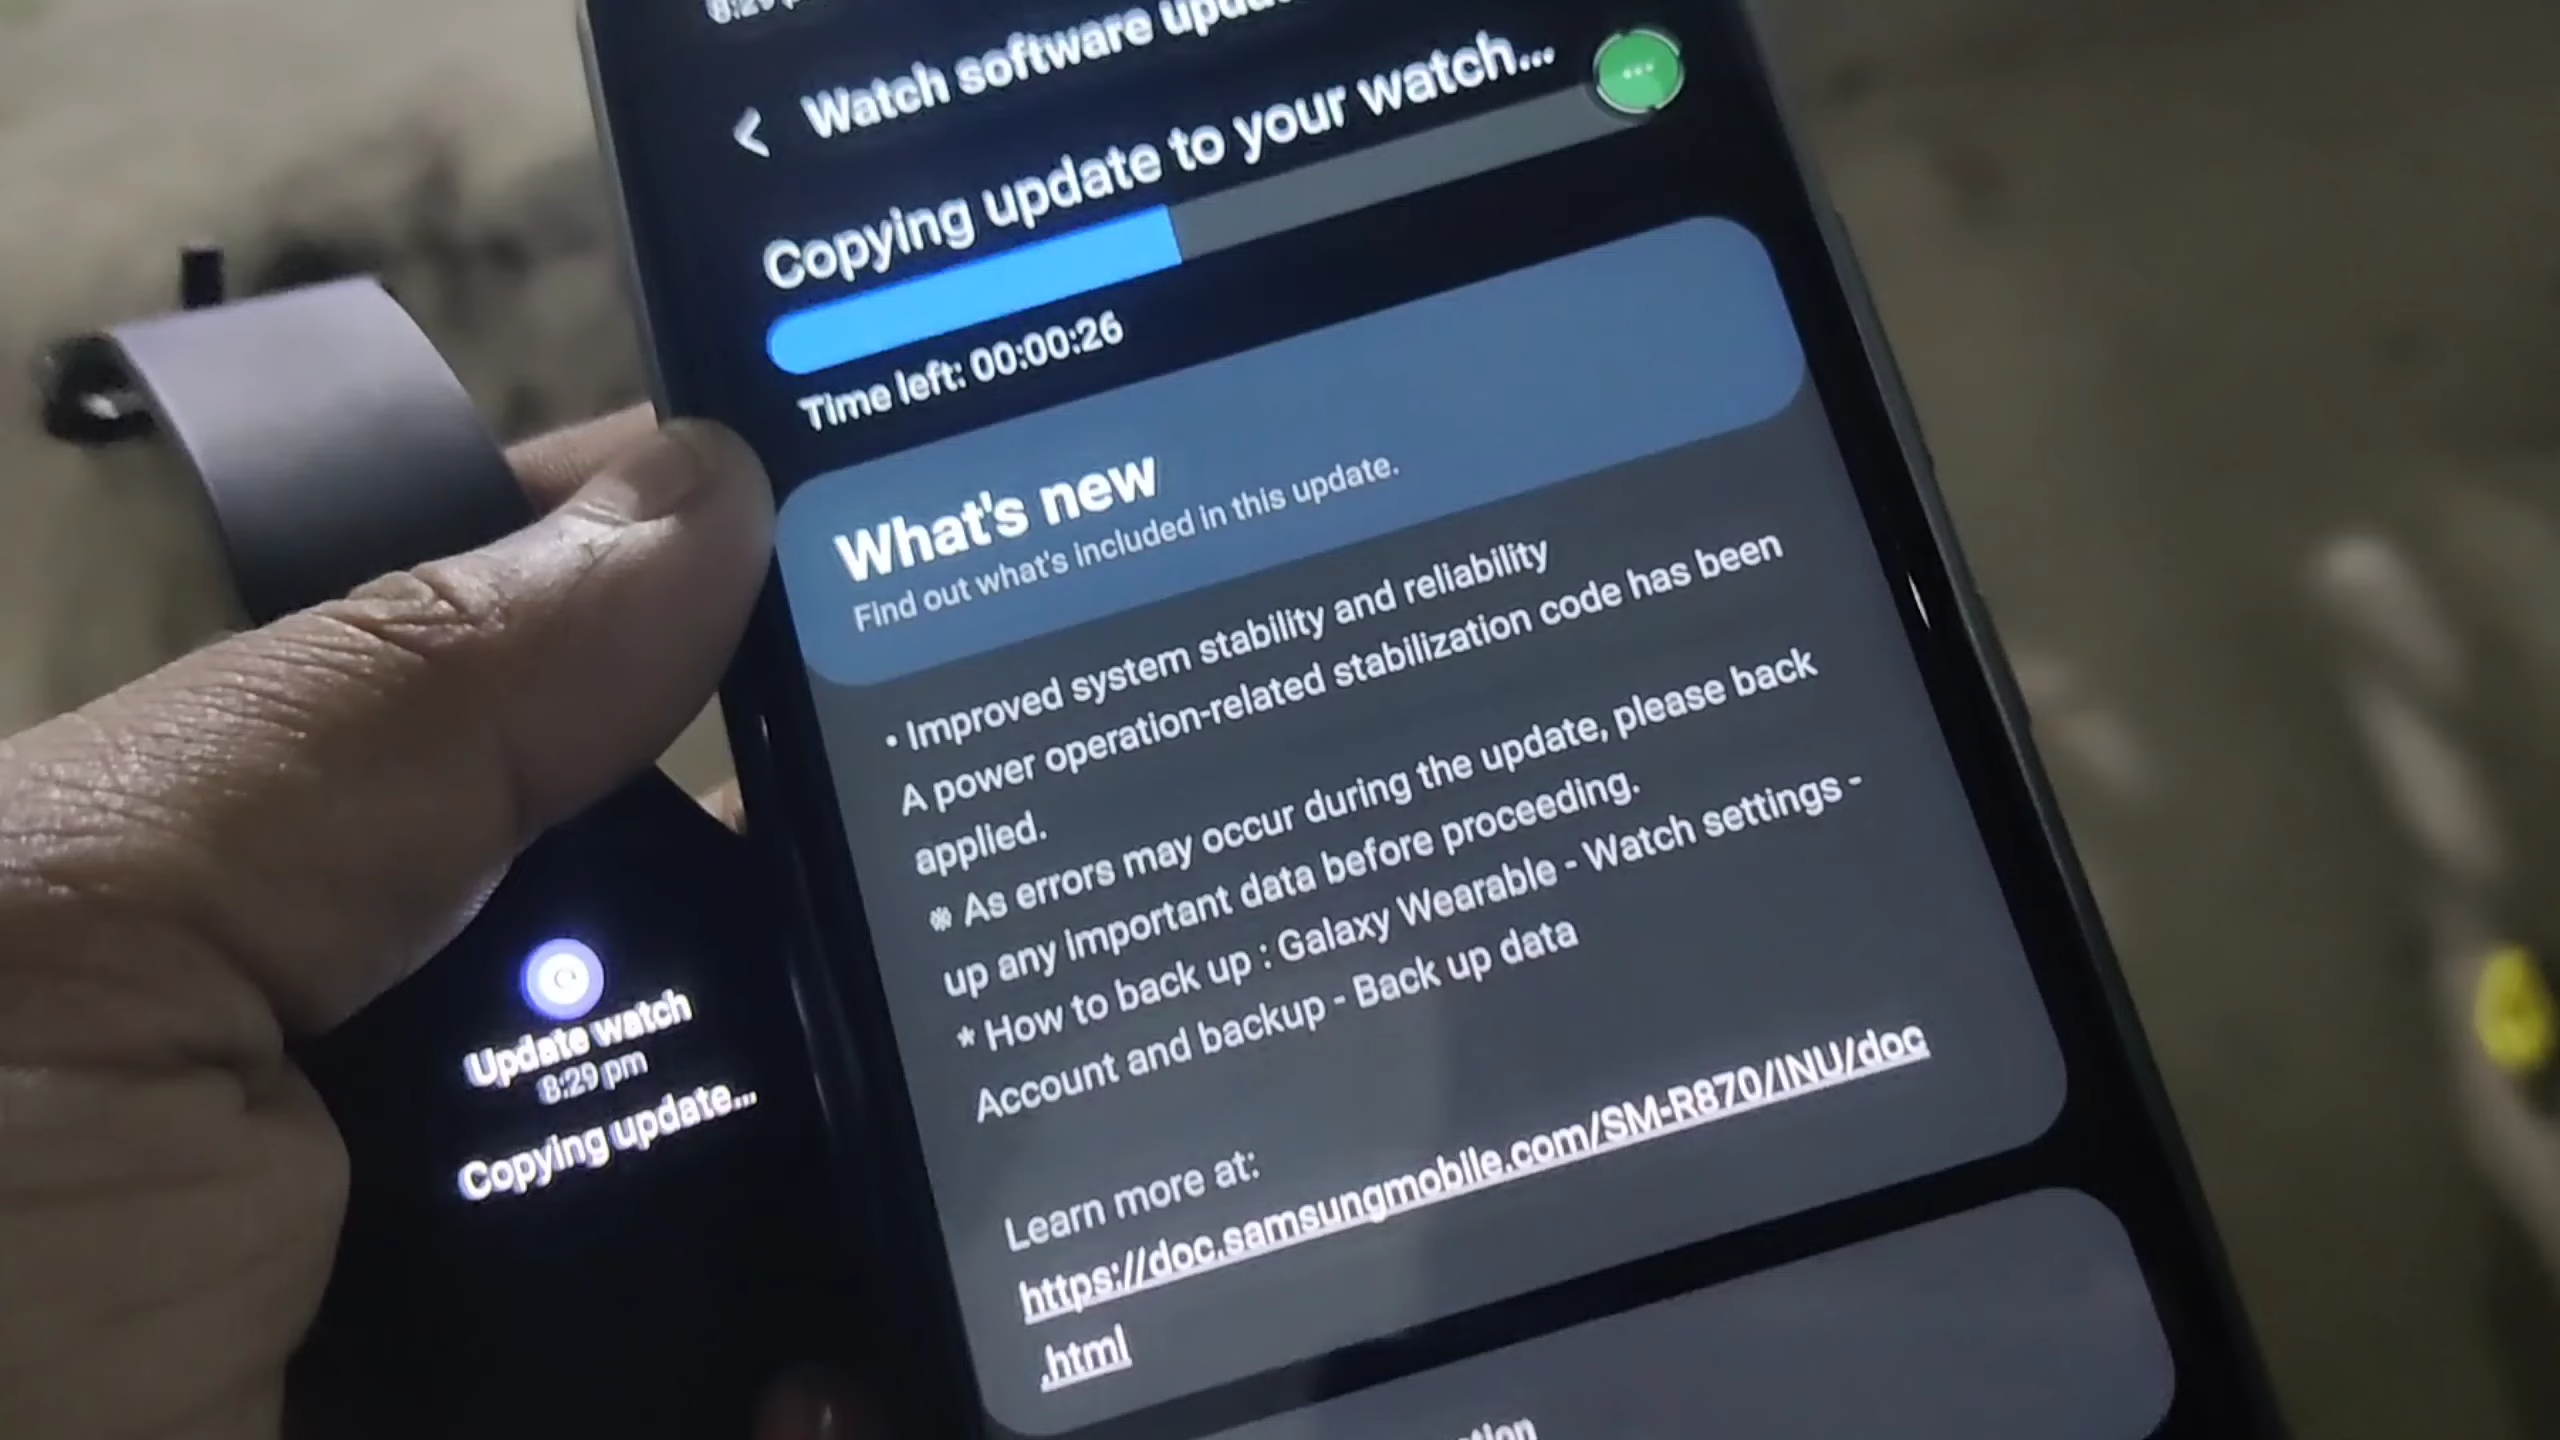 Watch software
Copying update to your watch...
Time left: 00:00:26
What's new
Find out what's included in this update.
• Improved system stability and reliability
A power operation-related stabilization code has been
applied.
※ As errors may occur during the update, please back
up any important data before proceeding.
* How to back up : Galaxy Wearable - Watch settings -
Account and backup - Back up data
Learn more at:
https://doc.samsungmobile.com/SM-R870/INU/doc
.html
Update watch
8:29 pm
Copying update...